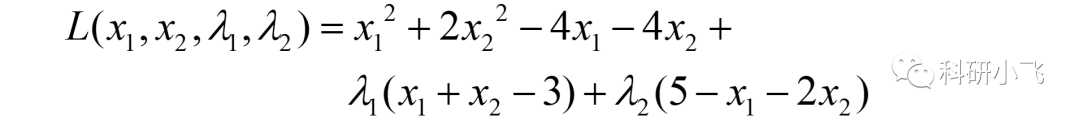 L(x₁, x₂, λ₁, λ₂) = x₁² + 2x₂² − 4x₁ − 4x₂ +
λ₁(x₁ + x₂ − 3) + λ₂(5 − x₁ − 2x₂)
科研小飞